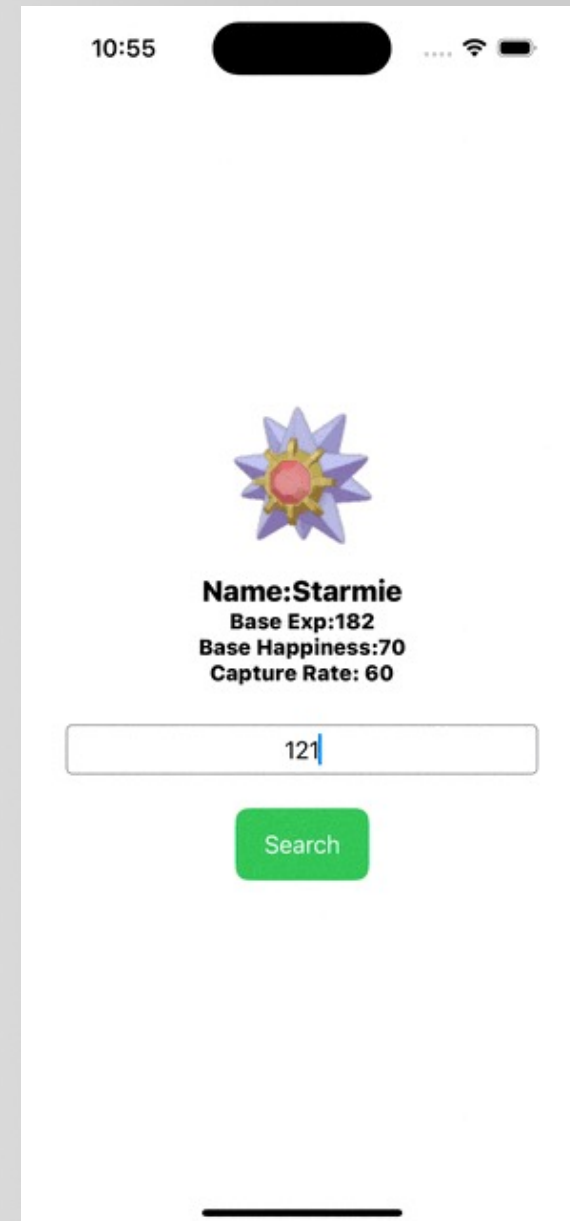 10:55
Name:Starmie
Base Exp:182
Base Happiness:70
Capture Rate: 60
121
Search